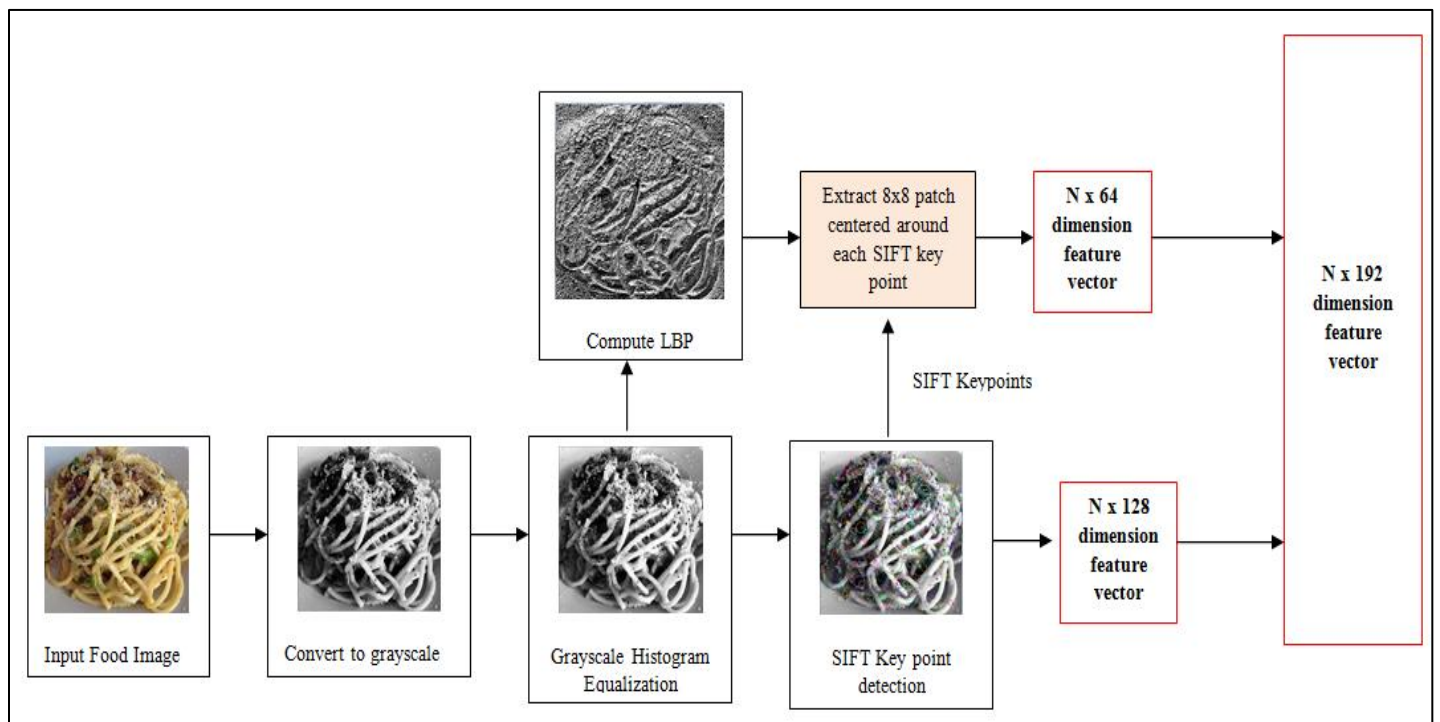 Compute LBP
Extract 8x8 patch
centered around
each SIFT key
point
N x 64
dimension
feature
vector
N x 192
dimension
feature
vector
SIFT Keypoints
Input Food Image
Convert to grayscale
Grayscale Histogram
Equalization
SIFT Key point
detection
N x 128
dimension
feature
vector